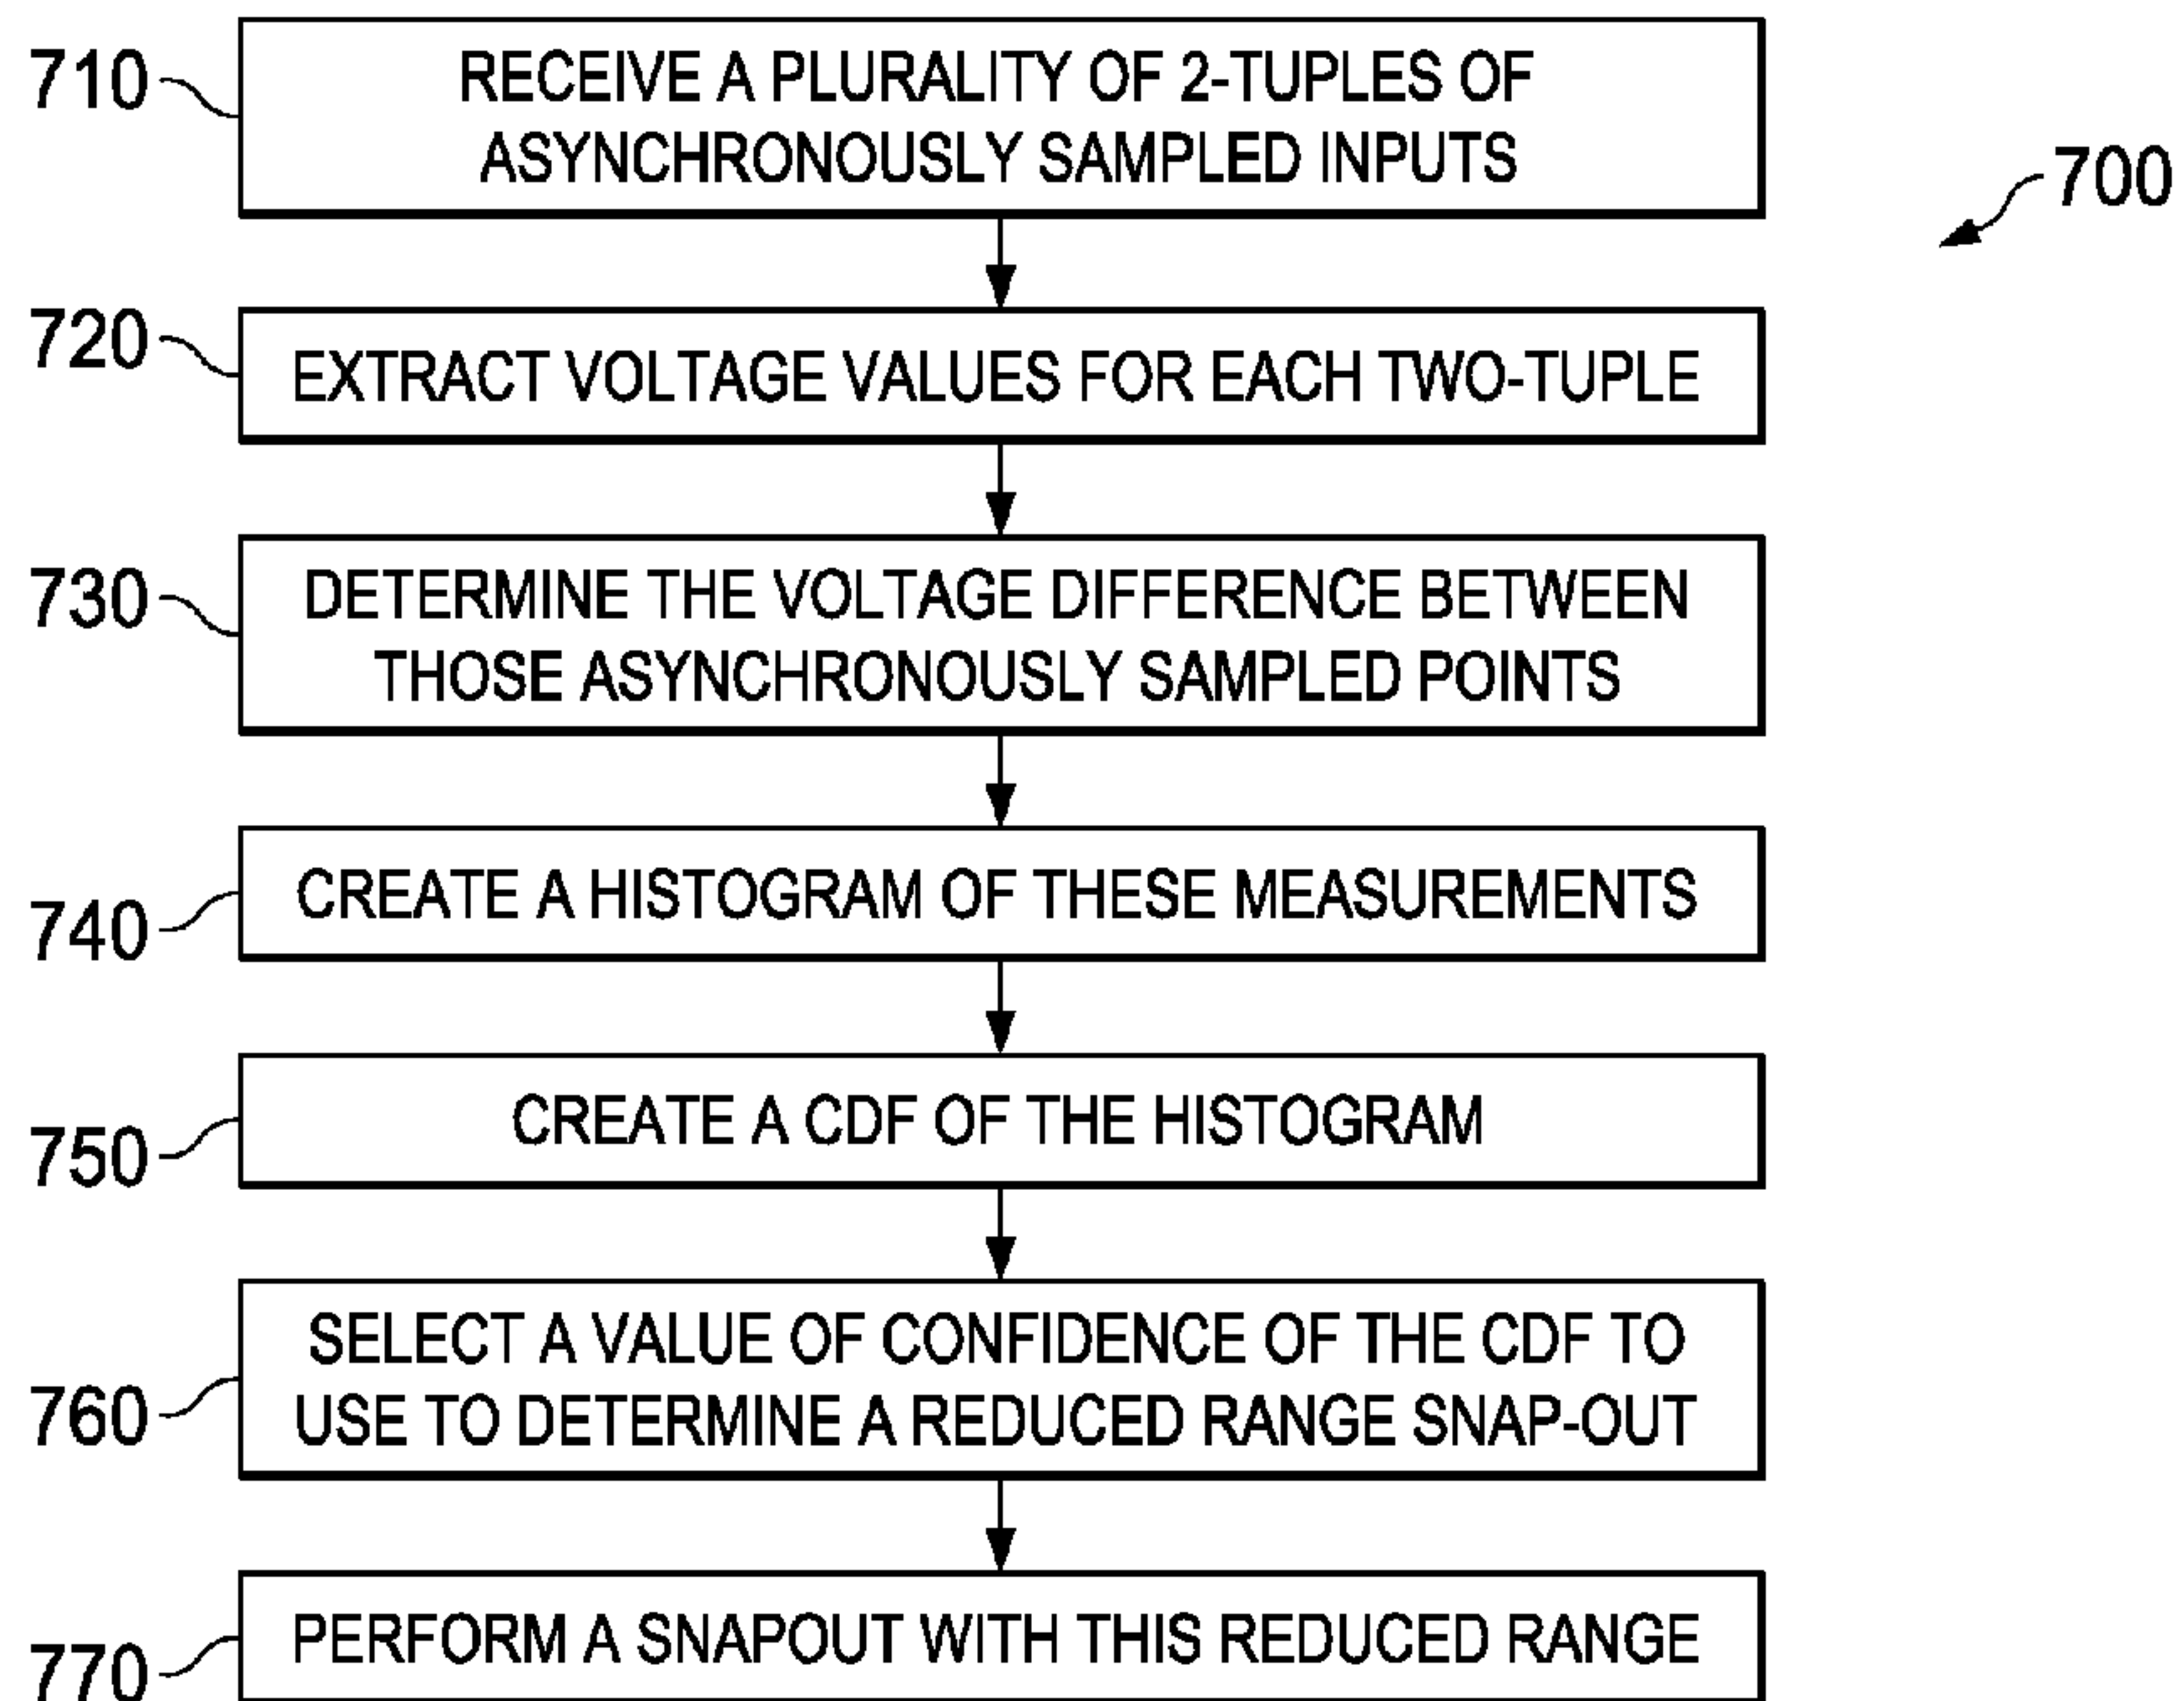 710
RECEIVE A PLURALITY OF 2-TUPLES OF
ASYNCHRONOUSLY SAMPLED INPUTS
700
720
EXTRACT VOLTAGE VALUES FOR EACH TWO-TUPLE
730
DETERMINE THE VOLTAGE DIFFERENCE BETWEEN
THOSE ASYNCHRONOUSLY SAMPLED POINTS
740
CREATE A HISTOGRAM OF THESE MEASUREMENTS
750
CREATE A CDF OF THE HISTOGRAM
760
SELECT A VALUE OF CONFIDENCE OF THE CDF TO
USE TO DETERMINE A REDUCED RANGE SNAP-OUT
770
PERFORM A SNAPOUT WITH THIS REDUCED RANGE